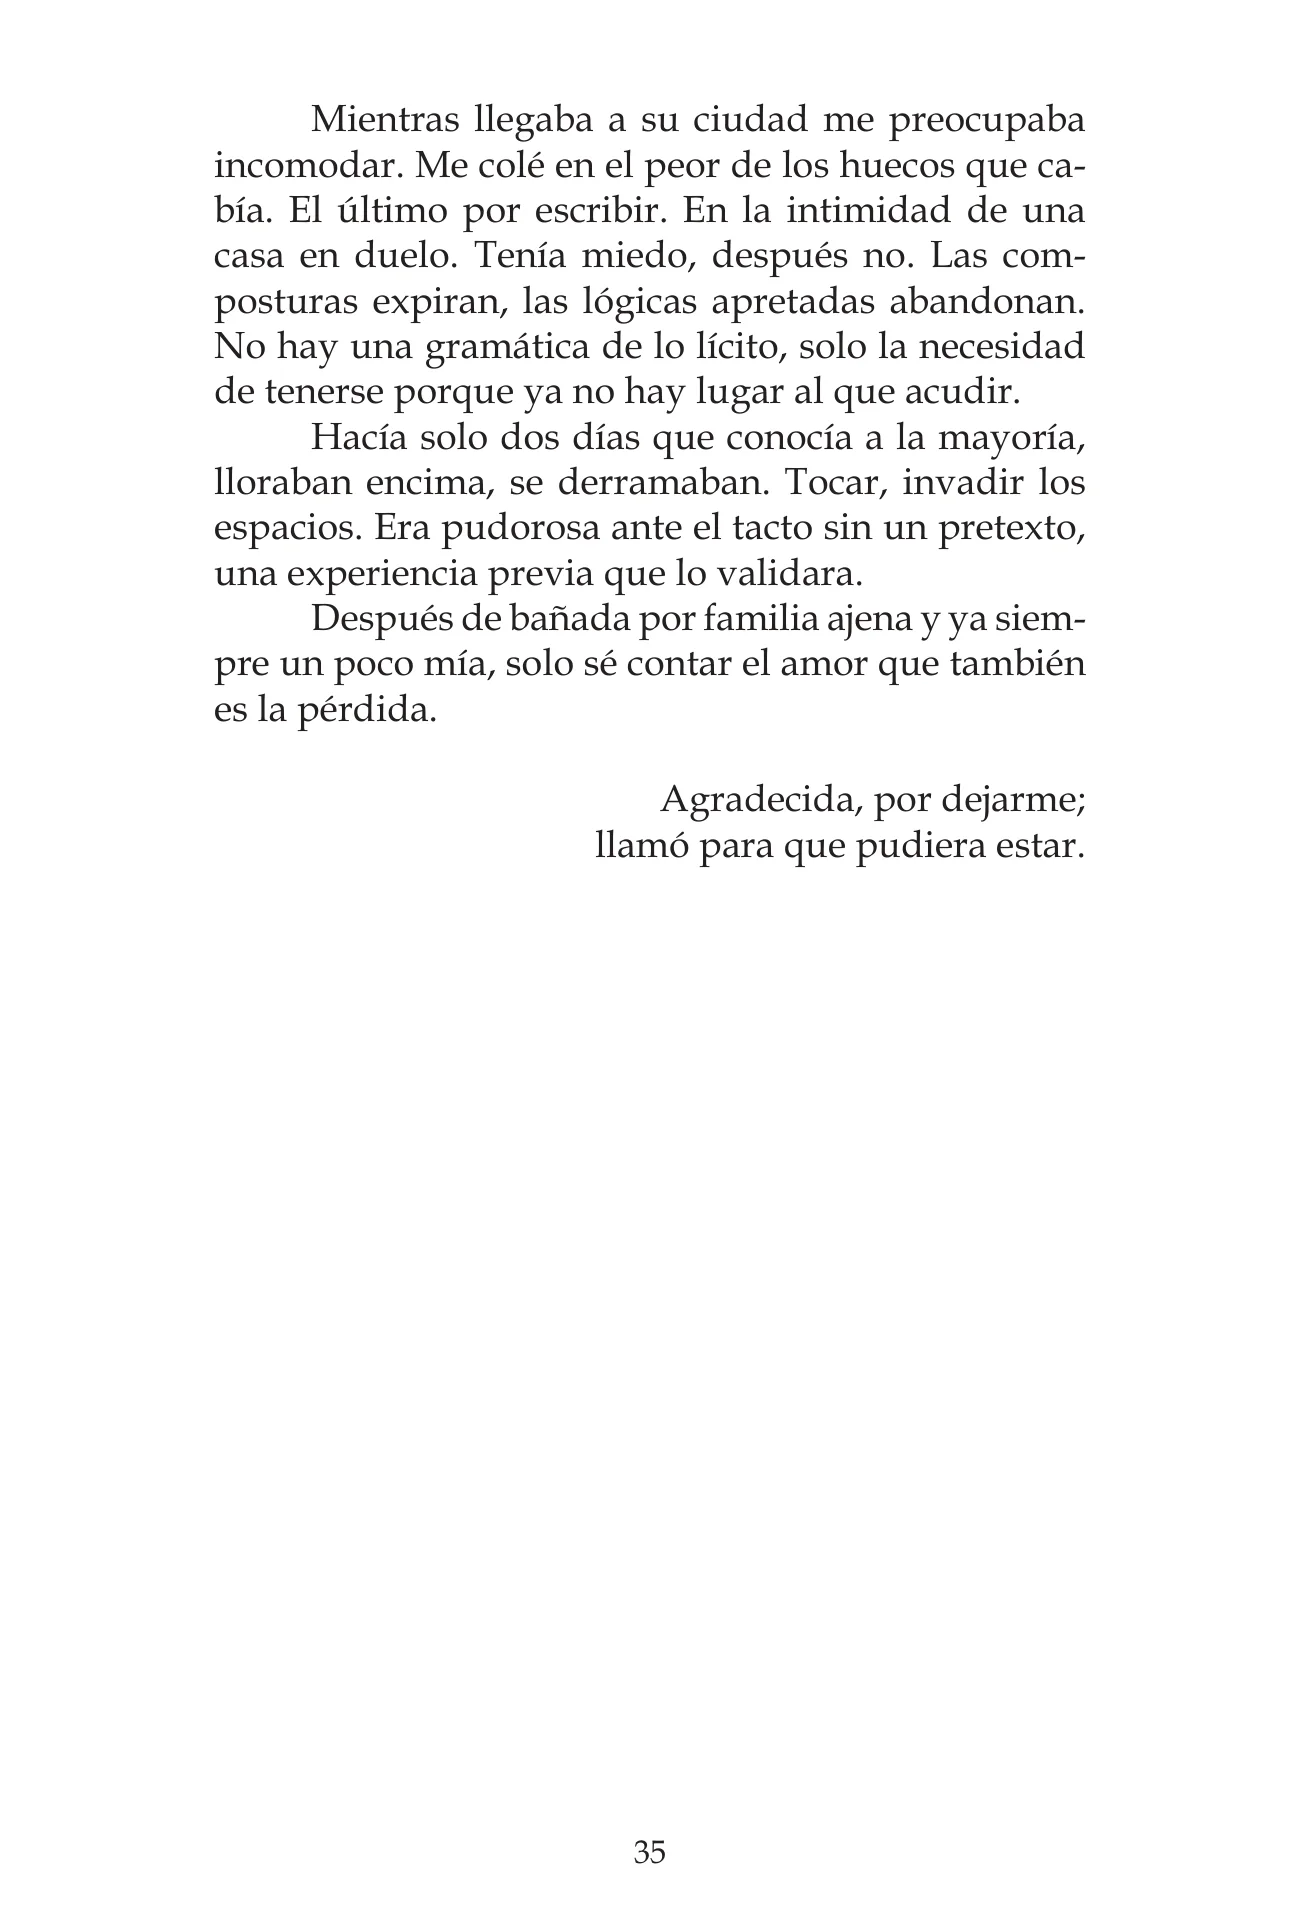 Mientras llegaba a su ciudad me preocupaba
incomodar. Me colé en el peor de los huecos que ca-
bía. El último por escribir. En la intimidad de una
casa en duelo. Tenía miedo, después no. Las com-
posturas expiran, las lógicas apretadas abandonan.
No hay una gramática de lo lícito, solo la necesidad
de tenerse porque ya no hay lugar al que acudir.
Hacía solo dos días que conocía a la mayoría,
lloraban encima, se derramaban. Tocar, invadir los
espacios. Era pudorosa ante el tacto sin un pretexto,
una experiencia previa que lo validara.
Después de bañada por familia ajena y ya siem-
pre un poco mía, solo sé contar el amor que también
es la pérdida.
Agradecida, por dejarme;
llamó para que pudiera estar.
35